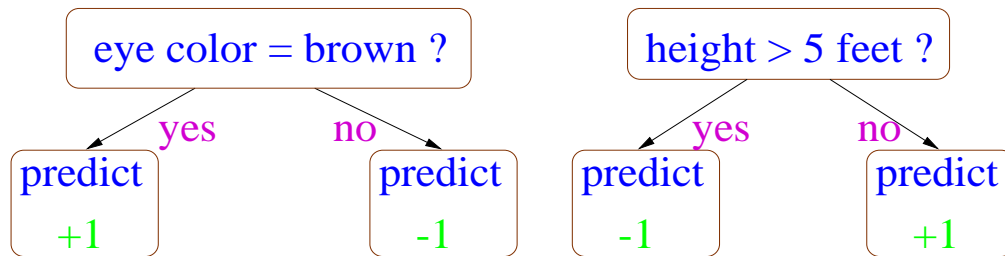 eye color = brown ?
yes
no
predict
+1
predict
-1
height > 5 feet ?
yes
no
predict
-1
predict
+1